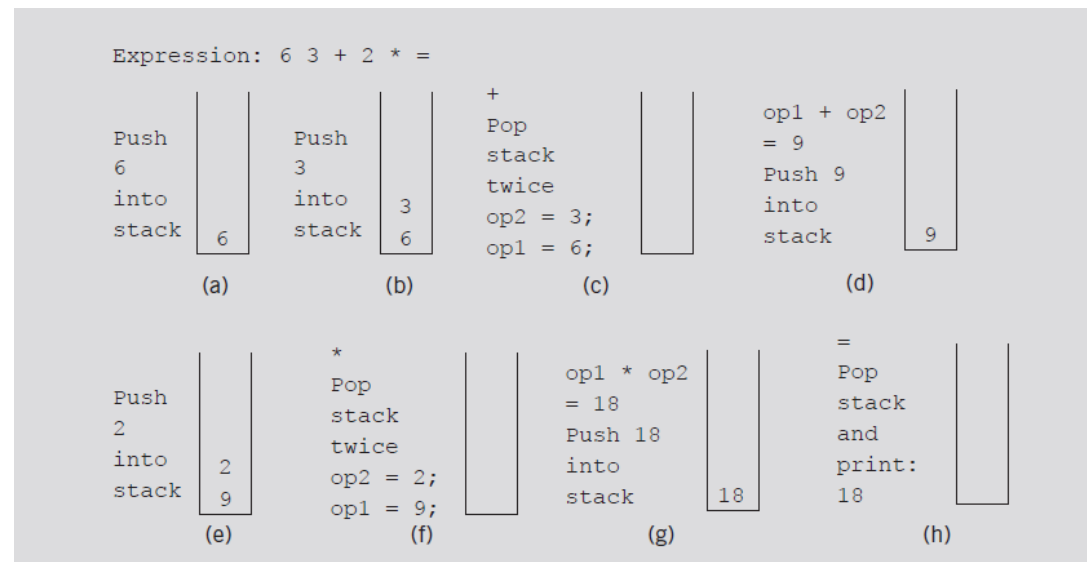 Expression: 6 3 + 2 * =
Push
6
into
stack
6
(a)
Push
3
into
stack
3
6
(b)
+
Pop
stack
twice
op2 = 3;
op1 = 6;
(c)
op1 + op2
= 9
Push 9
into
stack
9
(d)
Push
2
into
stack
2
9
(e)
*
Pop
stack
twice
op2 = 2;
op1 = 9;
(f)
op1 * op2
= 18
Push 18
into
stack
18
(g)
=
Pop
stack
and
print:
18
(h)